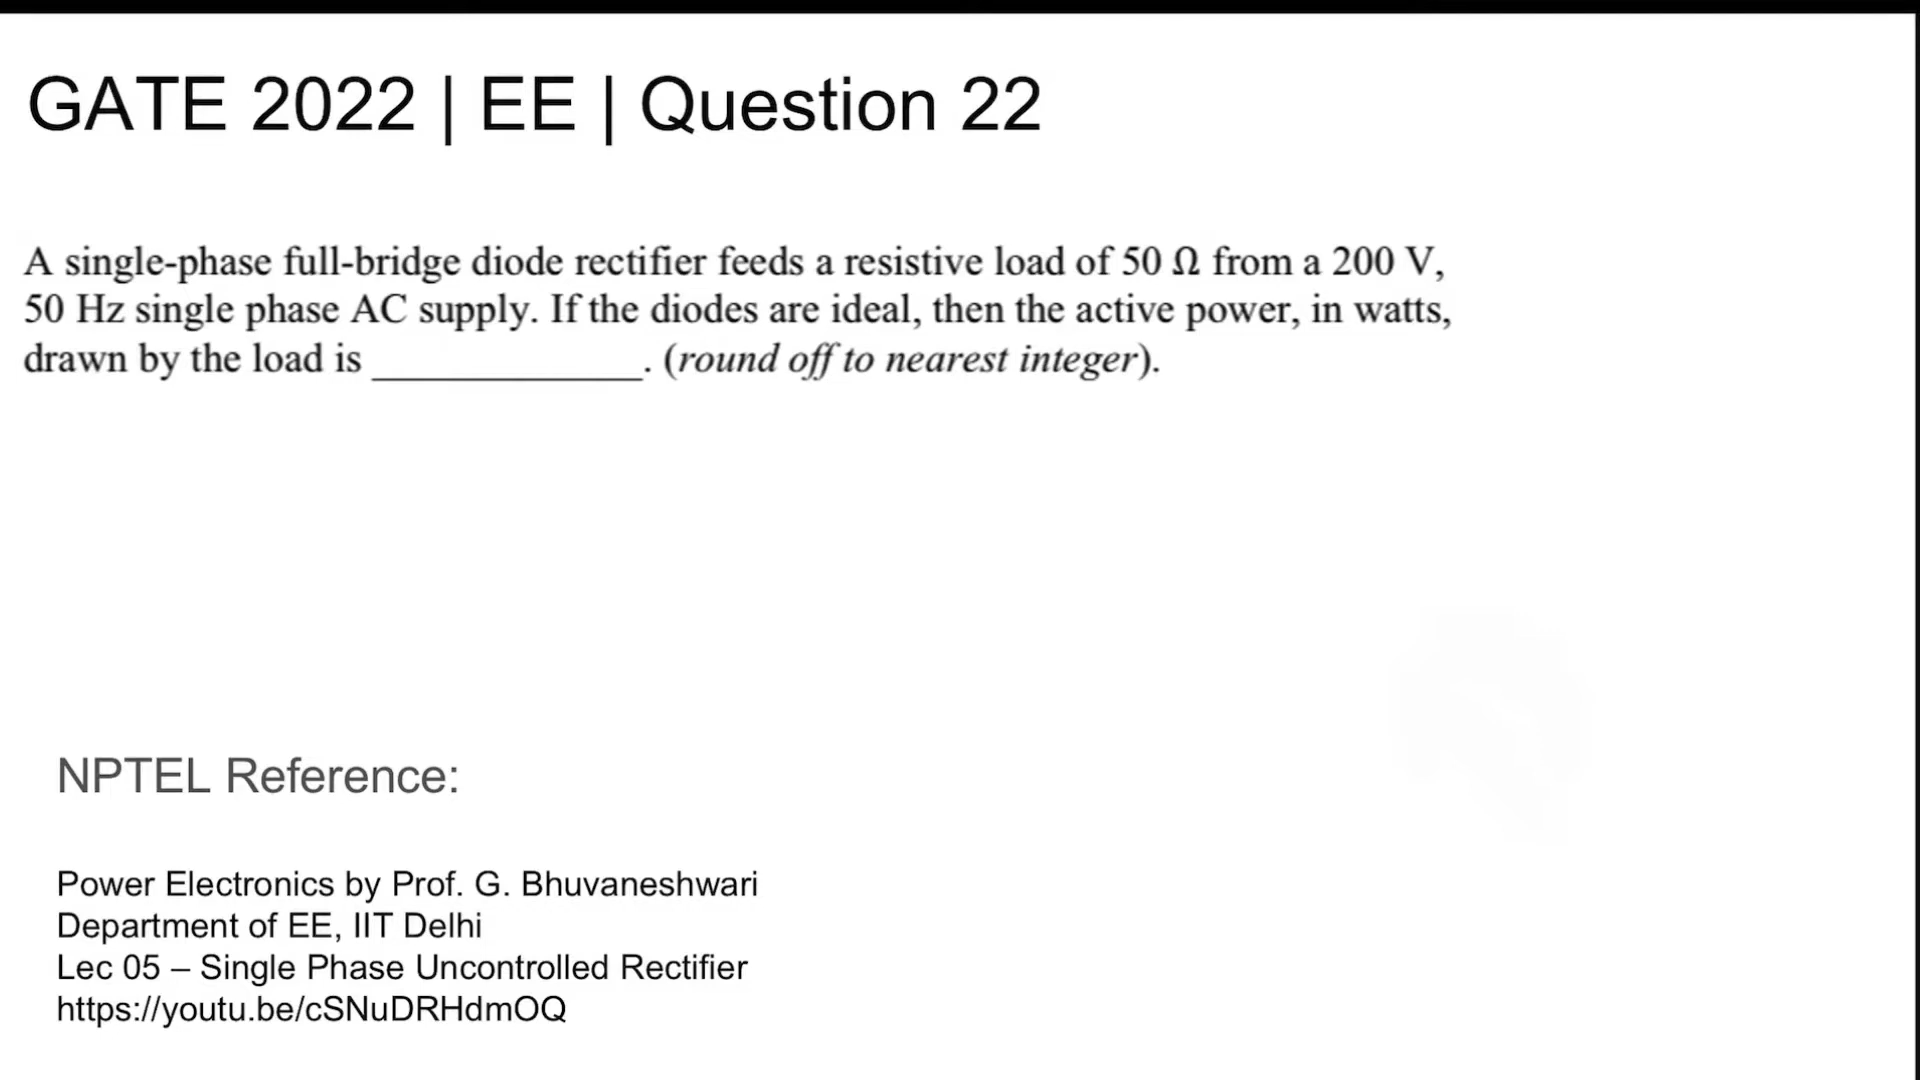 GATE 2022 | EE | Question 22
A single-phase full-bridge diode rectifier feeds a resistive load of 50 Ω from a 200 V,
50 Hz single phase AC supply. If the diodes are ideal, then the active power, in watts,
drawn by the load is _____________. (round off to nearest integer).
NPTEL Reference:
Power Electronics by Prof. G. Bhuvaneshwari
Department of EE, IIT Delhi
Lec 05 – Single Phase Uncontrolled Rectifier
https://youtu.be/cSNuDRHdmOQ